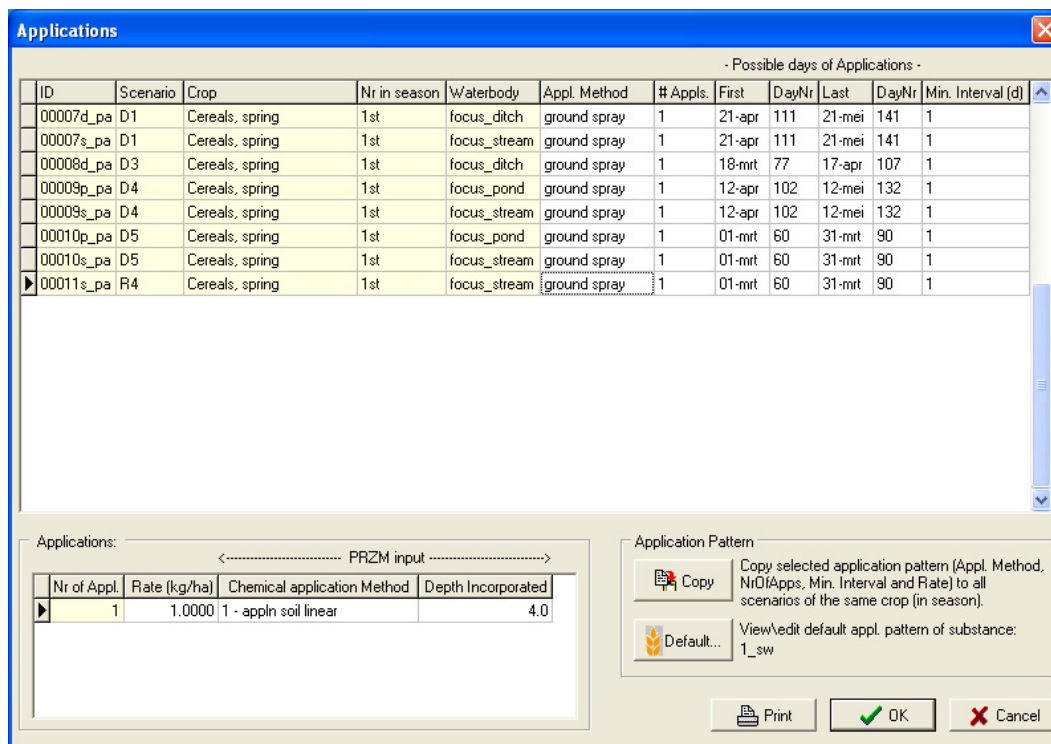 Applications
- Possible days of Applications -
ID Scenario Crop Nr in season Waterbody Appl. Method # Appls. First DayNr Last DayNr Min. Interval (d)
00007d_pa D1 Cereals, spring 1st focus_ditch ground spray 1 21-apr 111 21-mei 141 1
00007s_pa D1 Cereals, spring 1st focus_stream ground spray 1 21-apr 111 21-mei 141 1
00008d_pa D3 Cereals, spring 1st focus_ditch ground spray 1 18-mrt 77 17-apr 107 1
00009p_pa D4 Cereals, spring 1st focus_pond ground spray 1 12-apr 102 12-mei 132 1
00009s_pa D4 Cereals, spring 1st focus_stream ground spray 1 12-apr 102 12-mei 132 1
00010p_pa D5 Cereals, spring 1st focus_pond ground spray 1 01-mrt 60 31-mrt 90 1
00010s_pa D5 Cereals, spring 1st focus_stream ground spray 1 01-mrt 60 31-mrt 90 1
00011s_pa R4 Cereals, spring 1st focus_stream ground spray 1 01-mrt 60 31-mrt 90 1
Applications:
<--------------------------- PRZM input --------------------------->
Nr of Appl. Rate (kg/ha) Chemical application Method Depth Incorporated
1 1.0000 1 - appln soil linear 4.0
Application Pattern
Copy
Copy selected application pattern (Appl. Method,
NrOfApps, Min. Interval and Rate) to all
scenarios of the same crop (in season).
Default...
View\edit default appl. pattern of substance:
1_sw
Print OK Cancel